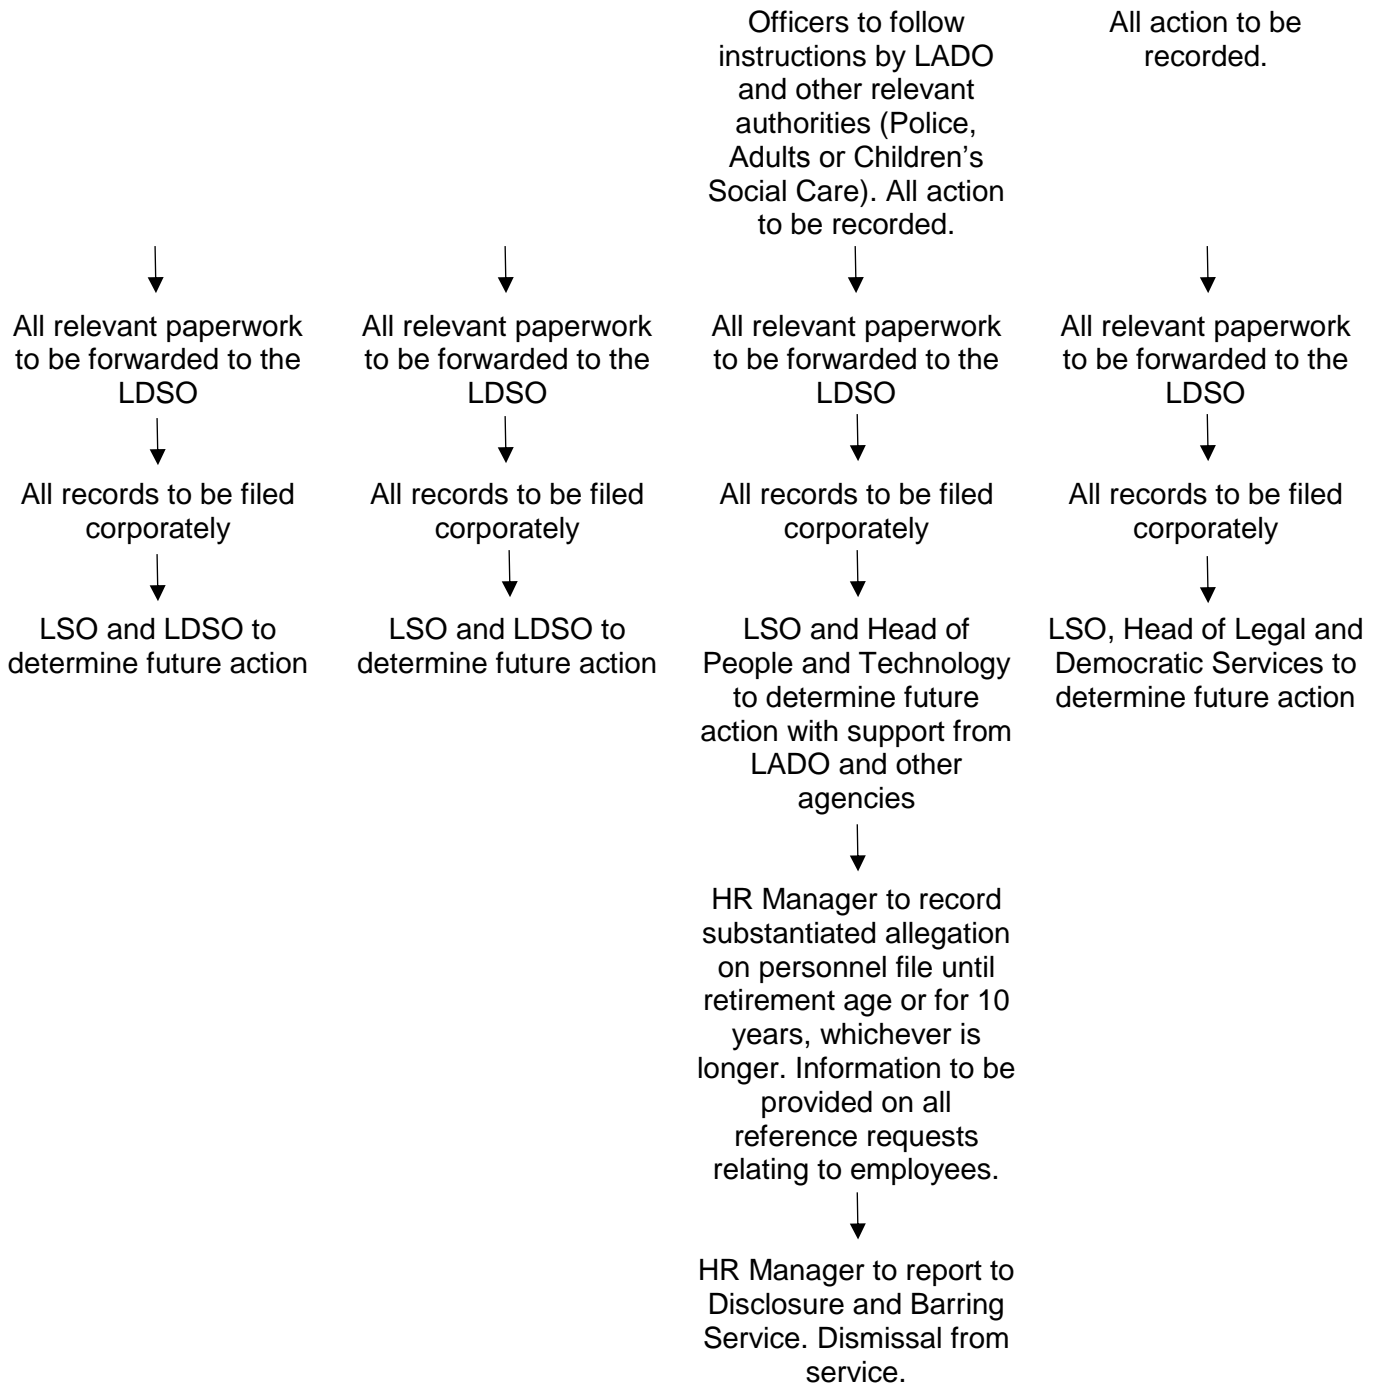 Officers to follow
instructions by LADO
and other relevant
authorities (Police,
Adults or Children's
Social Care). All action
to be recorded.
All action to be
recorded.
All relevant paperwork
to be forwarded to the
LDSO
All relevant paperwork
to be forwarded to the
LDSO
All relevant paperwork
to be forwarded to the
LDSO
All relevant paperwork
to be forwarded to the
LDSO
All records to be filed
corporately
All records to be filed
corporately
All records to be filed
corporately
All records to be filed
corporately
LSO and LDSO to
determine future action
LSO and LDSO to
determine future action
LSO and Head of
People and Technology
to determine future
action with support from
LADO and other
agencies
LSO, Head of Legal and
Democratic Services to
determine future action
HR Manager to record
substantiated allegation
on personnel file until
retirement age or for 10
years, whichever is
longer. Information to be
provided on all
reference requests
relating to employees.
HR Manager to report to
Disclosure and Barring
Service. Dismissal from
service.